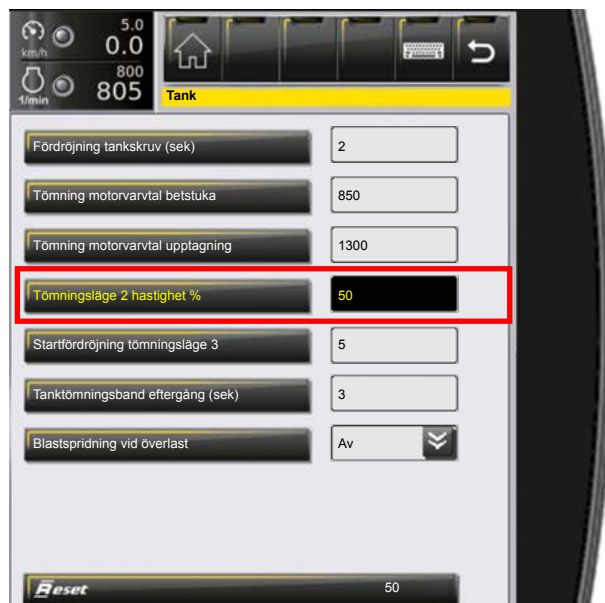 5.0
km/h 0.0
800
1/min 805
Tank
Fördröjning tankskruv (sek) 2
Tömning motorvarvtal betstuka 850
Tömning motorvarvtal upptagning 1300
Tömningsläge 2 hastighet % 50
Startfördröjning tömningsläge 3 5
Tanktömningsband eftergång (sek) 3
Blastspridning vid överlast Av
Reset 50